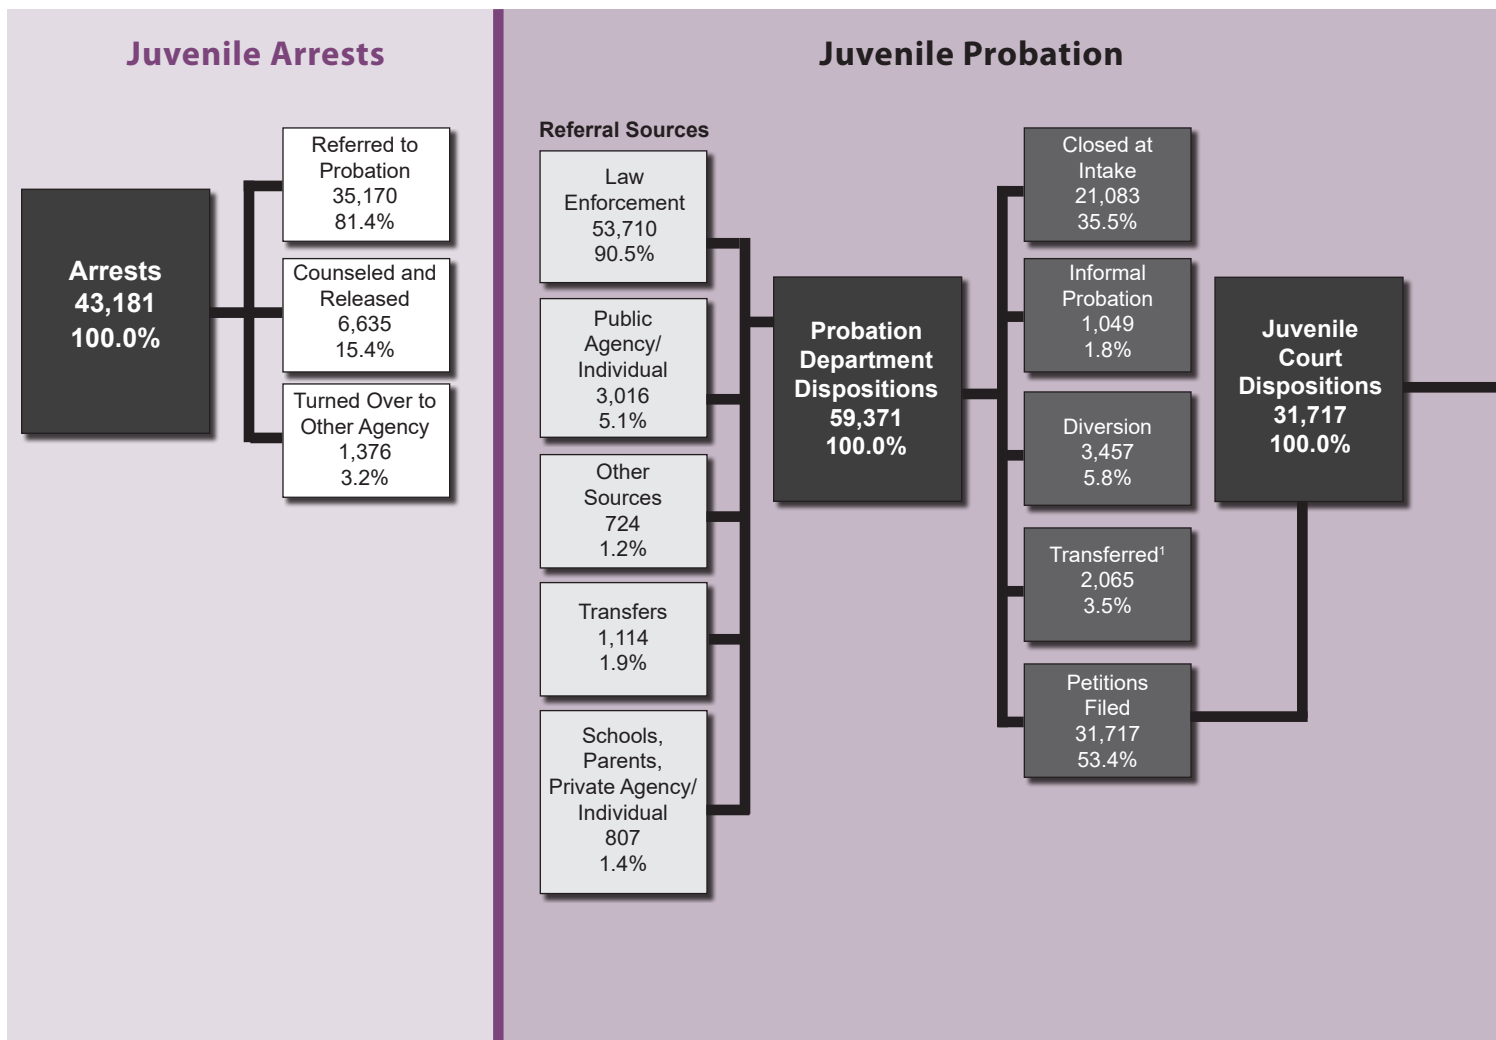 Juvenile Arrests
Arrests
43,181
100.0%
Referred to
Probation
35,170
81.4%
Counseled and
Released
6,635
15.4%
Turned Over to
Other Agency
1,376
3.2%
Juvenile Probation
Referral Sources
Law
Enforcement
53,710
90.5%
Public
Agency/
Individual
3,016
5.1%
Other
Sources
724
1.2%
Transfers
1,114
1.9%
Schools,
Parents,
Private Agency/
Individual
807
1.4%
Probation
Department
Dispositions
59,371
100.0%
Closed at
Intake
21,083
35.5%
Informal
Probation
1,049
1.8%
Diversion
3,457
5.8%
Transferred¹
2,065
3.5%
Petitions
Filed
31,717
53.4%
Juvenile
Court
Dispositions
31,717
100.0%